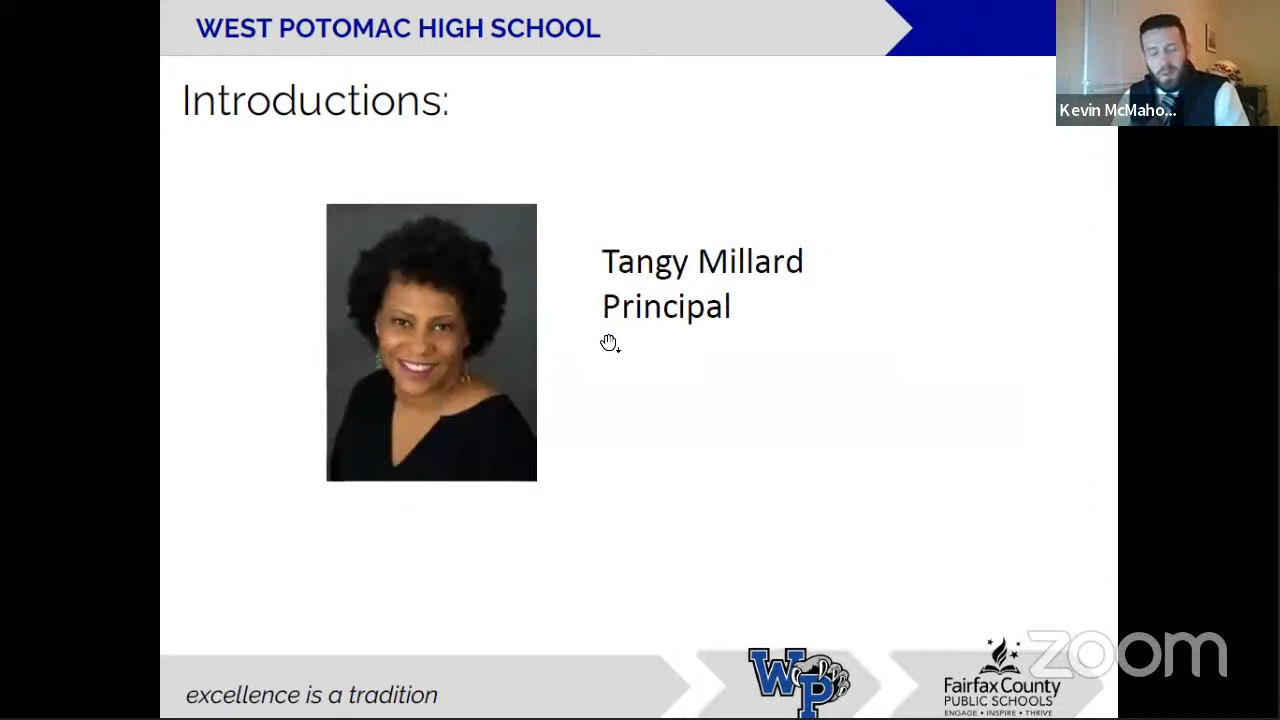 WEST POTOMAC HIGH SCHOOL
Kevin McMaho...
Introductions:
Tangy Millard
Principal
excellence is a tradition
WP
Fairfax County
PUBLIC SCHOOLS
ENGAGE • INSPIRE • THRIVE
zoom